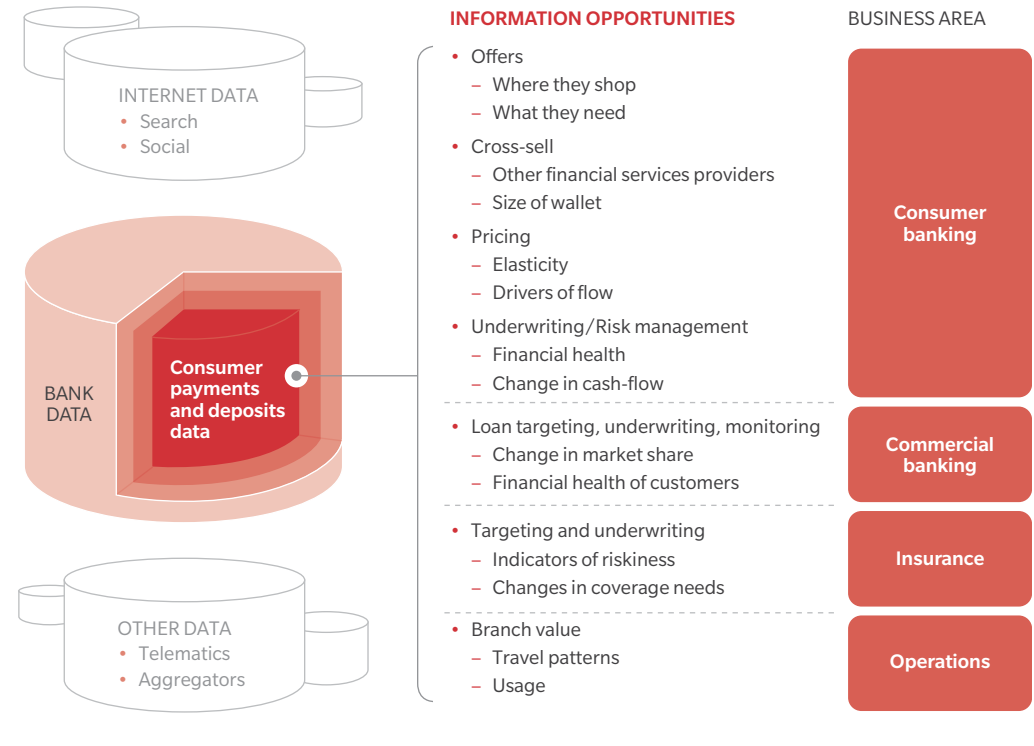 INFORMATION OPPORTUNITIES
BUSINESS AREA
INTERNET DATA
• Search
• Social
BANK
DATA
Consumer
payments
and deposits
data
OTHER DATA
• Telematics
• Aggregators
• Offers
– Where they shop
– What they need
• Cross-sell
– Other financial services providers
– Size of wallet
• Pricing
– Elasticity
– Drivers of flow
• Underwriting/Risk management
– Financial health
– Change in cash-flow
Consumer
banking
• Loan targeting, underwriting, monitoring
– Change in market share
– Financial health of customers
Commercial
banking
• Targeting and underwriting
– Indicators of riskiness
– Changes in coverage needs
Insurance
• Branch value
– Travel patterns
– Usage
Operations